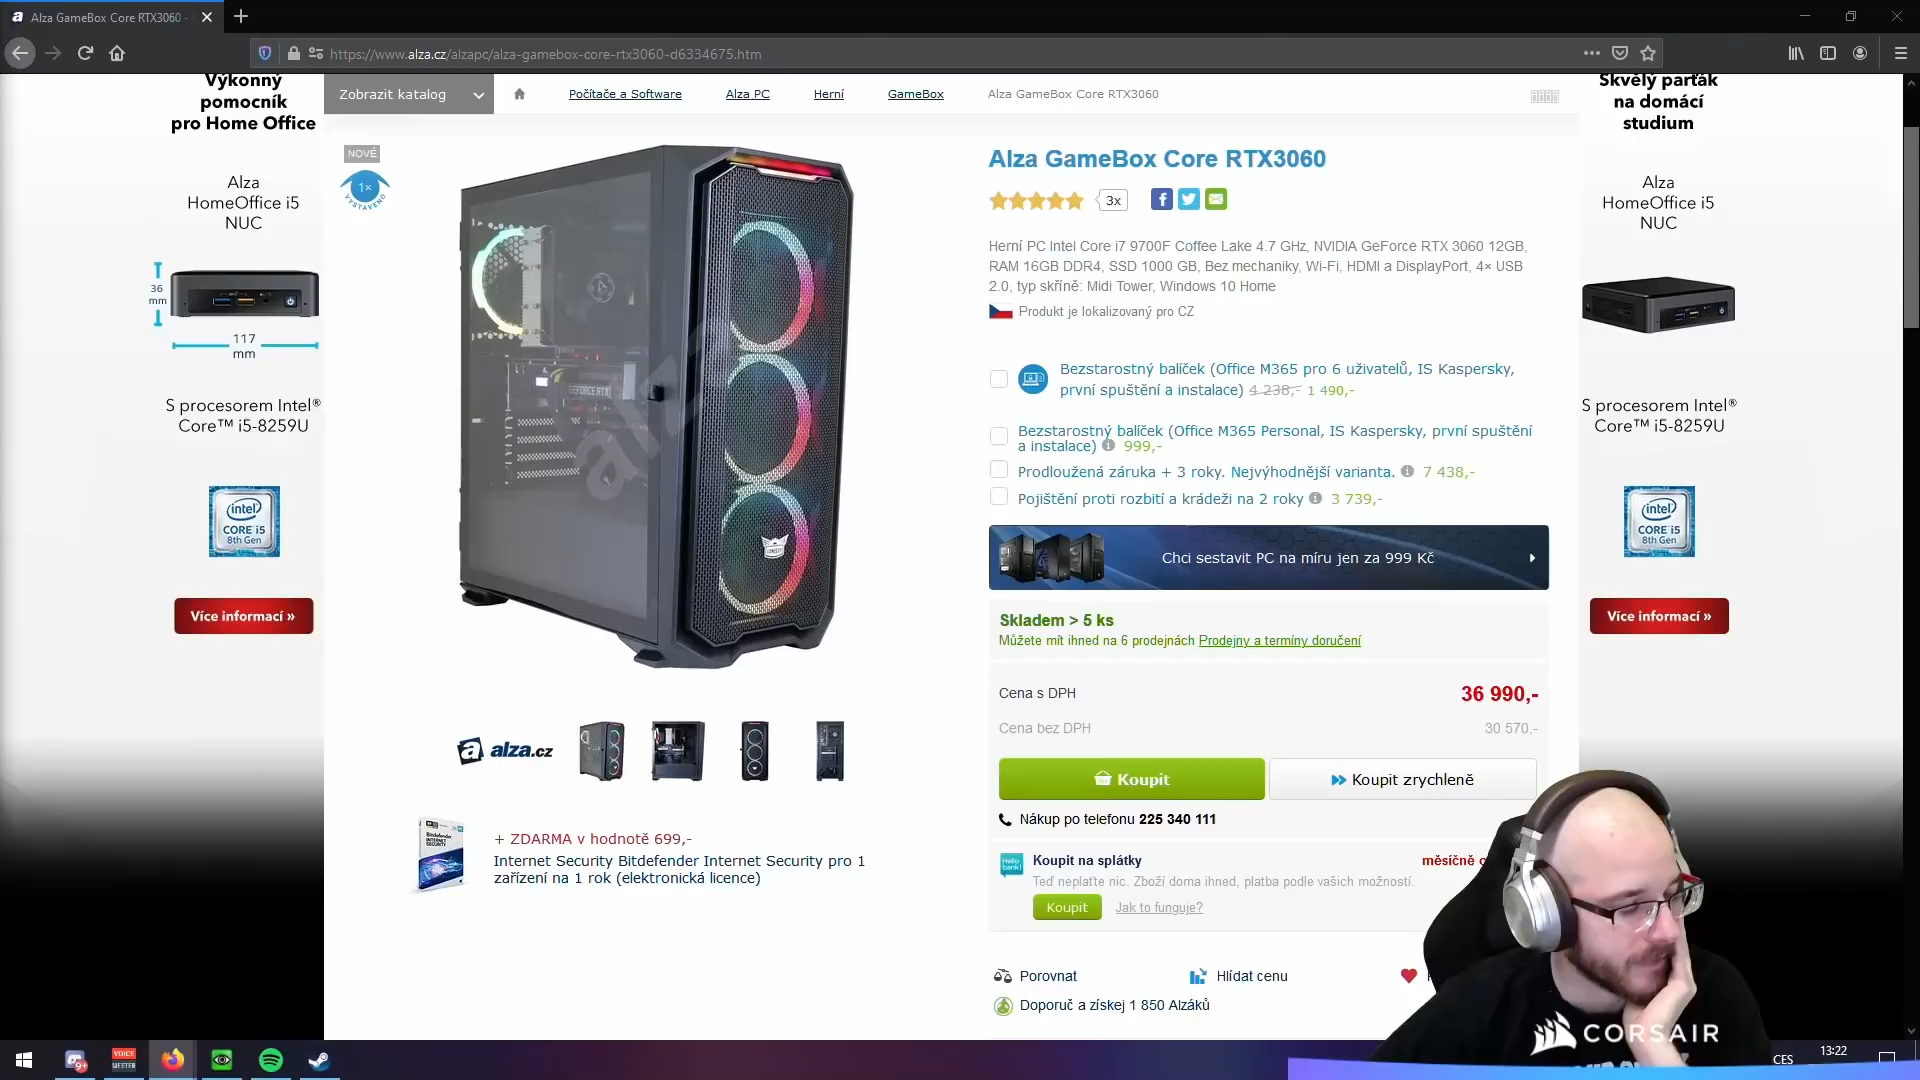 Alza GameBox Core RTX3060 -
https://www.alza.cz/alzapc/alza-gamebox-core-rtx3060-d6334675.htm
Výkonný
pomocník
pro Home Office
Alza
HomeOffice i5
NUC
36
mm
117
mm
S procesorem Intel®
Core™ i5-8259U
intel
CORE i5
8th Gen
Více informací »
Zobrazit katalog
Počítače a Software
Alza PC
Herní
GameBox
Alza GameBox Core RTX3060
NOVÉ
1×
VYSTAVENO
GEFORCE RTX
alza
alza.cz
+ ZDARMA v hodnotě 699,-
Internet Security Bitdefender Internet Security pro 1
zařízení na 1 rok (elektronická licence)
Alza GameBox Core RTX3060
3x
Herní PC Intel Core i7 9700F Coffee Lake 4.7 GHz, NVIDIA GeForce RTX 3060 12GB,
RAM 16GB DDR4, SSD 1000 GB, Bez mechaniky, Wi-Fi, HDMI a DisplayPort, 4× USB
2.0, typ skříně: Midi Tower, Windows 10 Home
Produkt je lokalizovaný pro CZ
Bezstarostný balíček (Office M365 pro 6 uživatelů, IS Kaspersky,
první spuštění a instalace) 4 238,- 1 490,-
Bezstarostný balíček (Office M365 Personal, IS Kaspersky, první spuštění
a instalace) 999,-
Prodloužená záruka + 3 roky. Nejvýhodnější varianta. 7 438,-
Pojištění proti rozbití a krádeži na 2 roky 3 739,-
Chci sestavit PC na míru jen za 999 Kč
Skladem > 5 ks
Můžete mít ihned na 6 prodejnách Prodejny a termíny doručení
Cena s DPH 36 990,-
Cena bez DPH 30 570,-
Koupit
Koupit zrychleně
Nákup po telefonu 225 340 111
Hello bank!
Koupit na splátky
měsíčně
Teď neplaťte nic. Zboží doma ihned, platba podle vašich možností.
Koupit
Jak to funguje?
Porovnat
Hlídat cenu
Doporuč a získej 1 850 Alzáků
Skvělý parťák
na domácí
studium
Alza
HomeOffice i5
NUC
S procesorem Intel®
Core™ i5-8259U
intel
CORE i5
8th Gen
Více informací »
CORSAIR
9+
VOICE
MEETER
CES
13:22